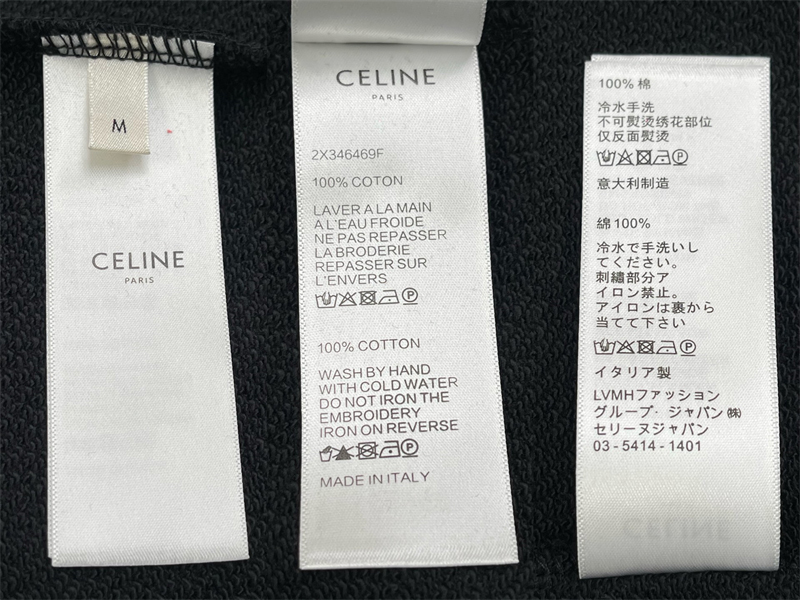 M
CELINE
PARIS
CELINE
PARIS
2X346469F
100% COTON
LAVER A LA MAIN
A L'EAU FROIDE
NE PAS REPASSER
LA BRODERIE
REPASSER SUR
L'ENVERS
100% COTTON
WASH BY HAND
WITH COLD WATER
DO NOT IRON THE
EMBROIDERY
IRON ON REVERSE
MADE IN ITALY
100% 棉
冷水手洗
不可熨烫绣花部位
仅反面熨烫
意大利制造
綿 100%
冷水で手洗いし
てください。
刺繡部分ア
イロン禁止。
アイロンは裏から
当てて下さい
イタリア製
LVMHファッション
グループ・ジャパン㈱
セリーヌジャパン
03-5414-1401